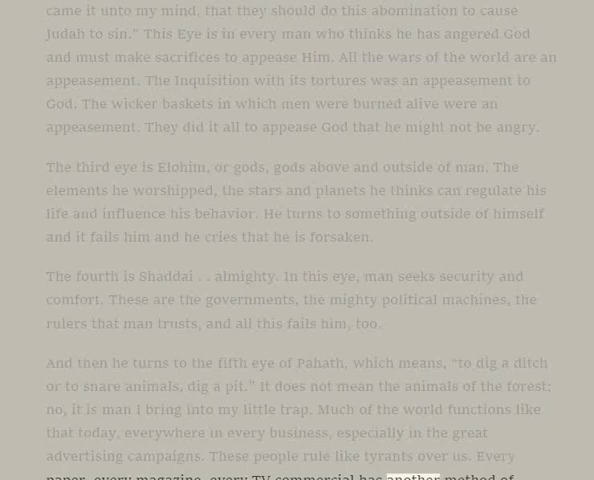 came it unto my mind, that they should do this abomination to cause
Judah to sin.” This Eye is in every man who thinks he has angered God
and must make sacrifices to appease Him. All the wars of the world are an
appeasement. The Inquisition with its tortures was an appeasement to
God. The wicker baskets in which men were burned alive were an
appeasement. They did it all to appease God that he might not be angry.
The third eye is Elohim, or gods, gods above and outside of man. The
elements he worshipped, the stars and planets he thinks can regulate his
life and influence his behavior. He turns to something outside of himself
and it fails him and he cries that he is forsaken.
The fourth is Shaddai . . almighty. In this eye, man seeks security and
comfort. These are the governments, the mighty political machines, the
rulers that man trusts, and all this fails him, too.
And then he turns to the fifth eye of Pahath, which means, “to dig a ditch
or to snare animals, dig a pit.” It does not mean the animals of the forest;
no, it is man I bring into my little trap. Much of the world functions like
that today, everywhere in every business, especially in the great
advertising campaigns. These people rule like tyrants over us. Every
paper, every magazine, every TV commercial has another method of